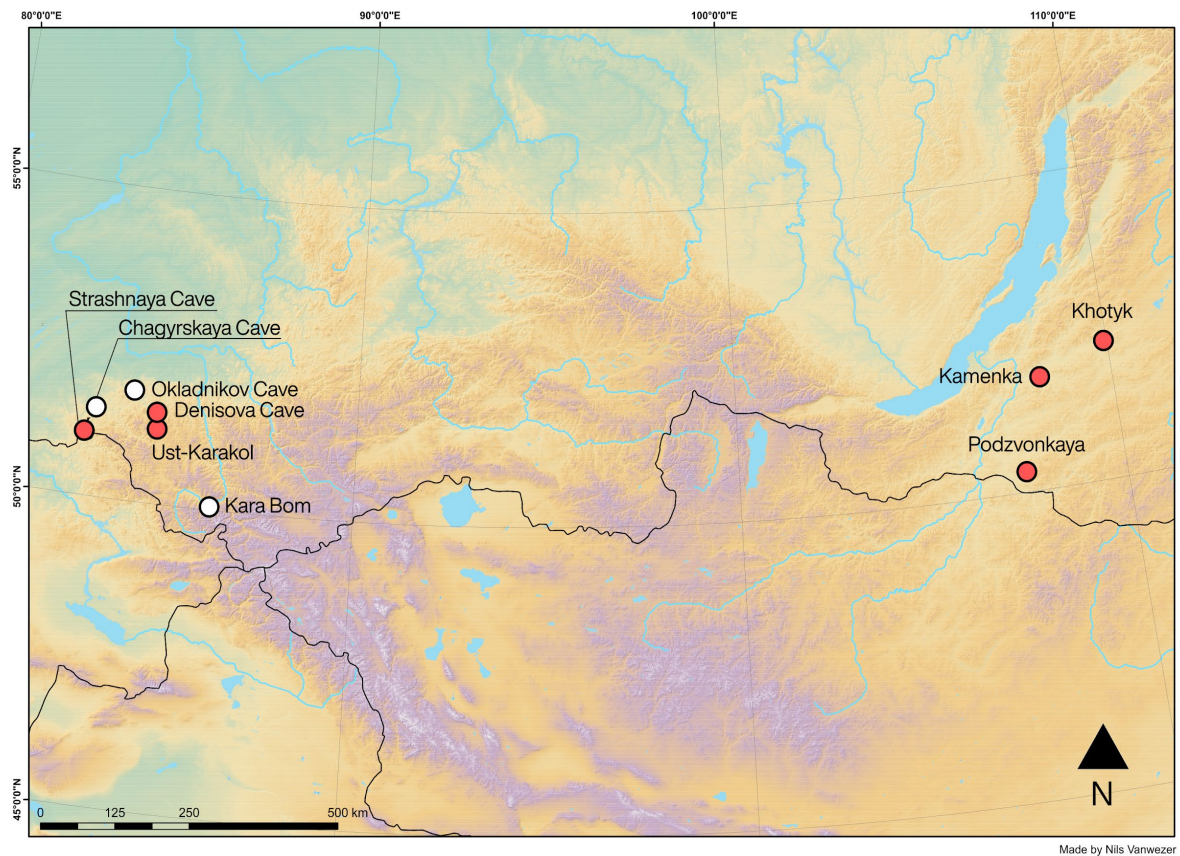 80°0'0"E
90°0'0"E
100°0'0"E
110°0'0"E
55°0'0"N
50°0'0"N
45°0'0"N
Strashnaya Cave
Chagyrskaya Cave
Okladnikov Cave
Denisova Cave
Ust-Karakol
Kara Bom
Khotyk
Kamenka
Podzvonkaya
0 125 250 500 km
N
Made by Nils Vanwezer